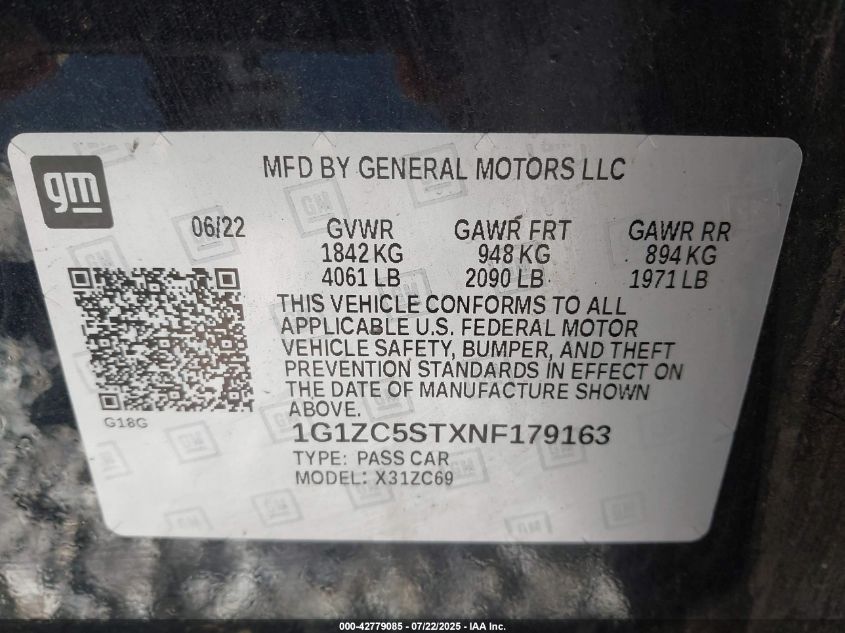 gm
MFD BY GENERAL MOTORS LLC
06/22
GVWR GAWR FRT GAWR RR
1842 KG 948 KG 894 KG
4061 LB 2090 LB 1971 LB
THIS VEHICLE CONFORMS TO ALL
APPLICABLE U.S. FEDERAL MOTOR
VEHICLE SAFETY, BUMPER, AND THEFT
PREVENTION STANDARDS IN EFFECT ON
THE DATE OF MANUFACTURE SHOWN
ABOVE.
G18G
1G1ZC5STXNF179163
TYPE: PASS CAR
MODEL: X31ZC69
000-42779085 - 07/22/2025 - IAA Inc.